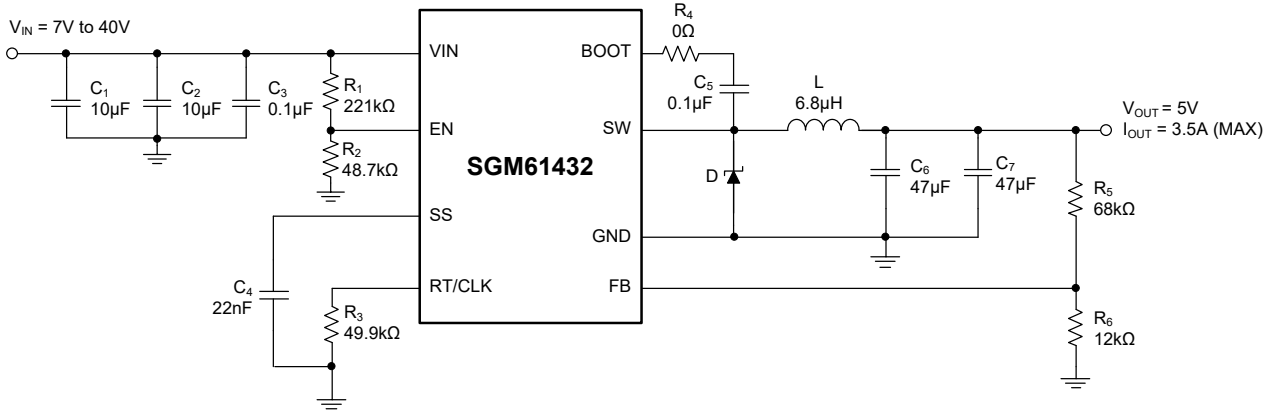 V_IN = 7V to 40V
C1
10µF
C2
10µF
C3
0.1µF
R1
221kΩ
R2
48.7kΩ
C4
22nF
R3
49.9kΩ
VIN
EN
SS
RT/CLK
SGM61432
BOOT
SW
GND
FB
R4
0Ω
C5
0.1µF
L
6.8µH
D
C6
47µF
C7
47µF
V_OUT = 5V
I_OUT = 3.5A (MAX)
R5
68kΩ
R6
12kΩ